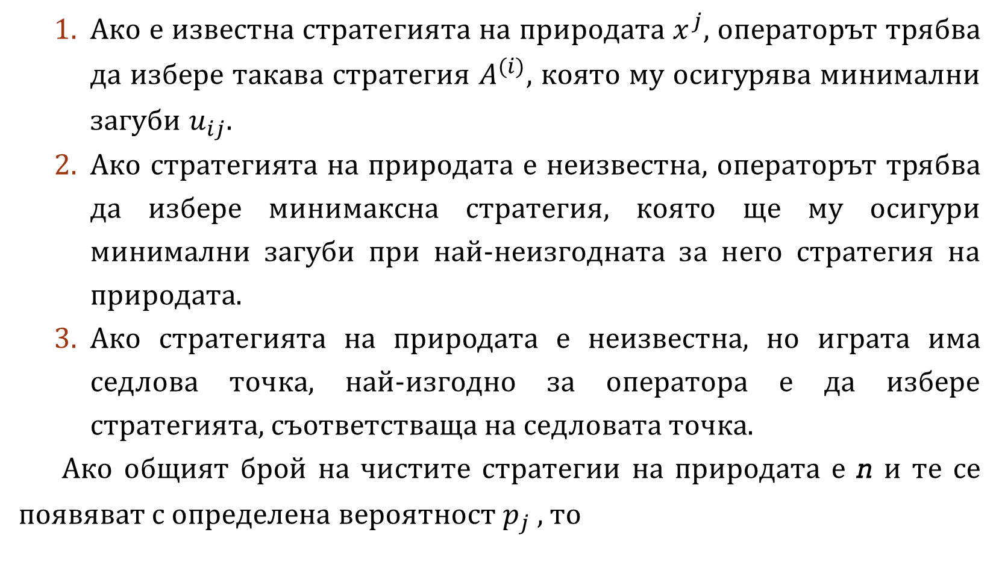 1. Ако е известна стратегията на природата x^j, операторът трябва
да избере такава стратегия A^(i), която му осигурява минимални
загуби u_ij.
2. Ако стратегията на природата е неизвестна, операторът трябва
да избере минимаксна стратегия, която ще му осигури
минимални загуби при най-неизгодната за него стратегия на
природата.
3. Ако стратегията на природата е неизвестна, но играта има
седлова точка, най-изгодно за оператора е да избере
стратегията, съответстваща на седловата точка.
Ако общият брой на чистите стратегии на природата е n и те се
появяват с определена вероятност p_j , то